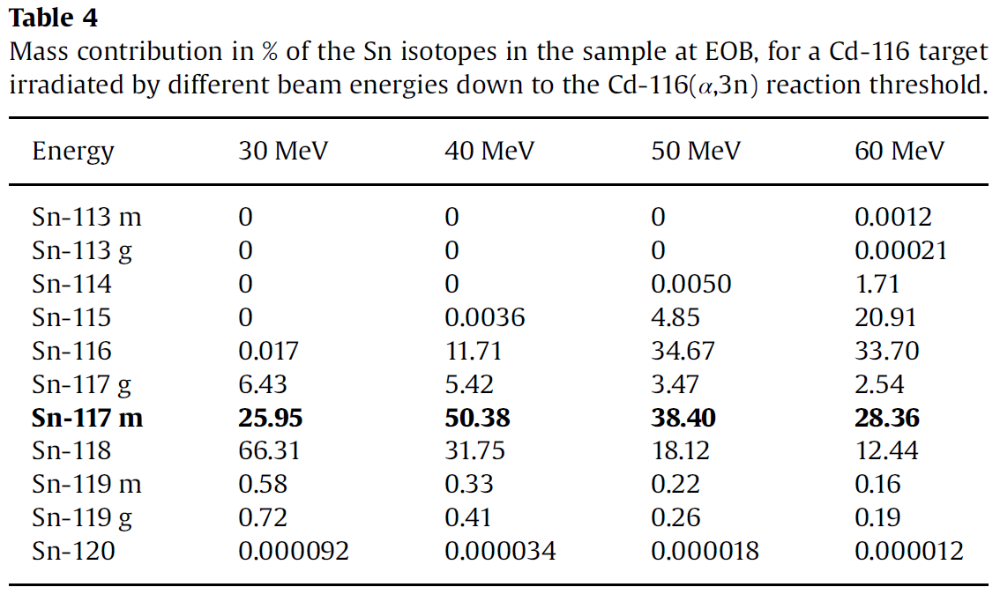 Table 4
Mass contribution in % of the Sn isotopes in the sample at EOB, for a Cd-116 target
irradiated by different beam energies down to the Cd-116(α,3n) reaction threshold.
Energy 30 MeV 40 MeV 50 MeV 60 MeV
Sn-113 m 0 0 0 0.0012
Sn-113 g 0 0 0 0.00021
Sn-114 0 0 0.0050 1.71
Sn-115 0 0.0036 4.85 20.91
Sn-116 0.017 11.71 34.67 33.70
Sn-117 g 6.43 5.42 3.47 2.54
Sn-117 m 25.95 50.38 38.40 28.36
Sn-118 66.31 31.75 18.12 12.44
Sn-119 m 0.58 0.33 0.22 0.16
Sn-119 g 0.72 0.41 0.26 0.19
Sn-120 0.000092 0.000034 0.000018 0.000012